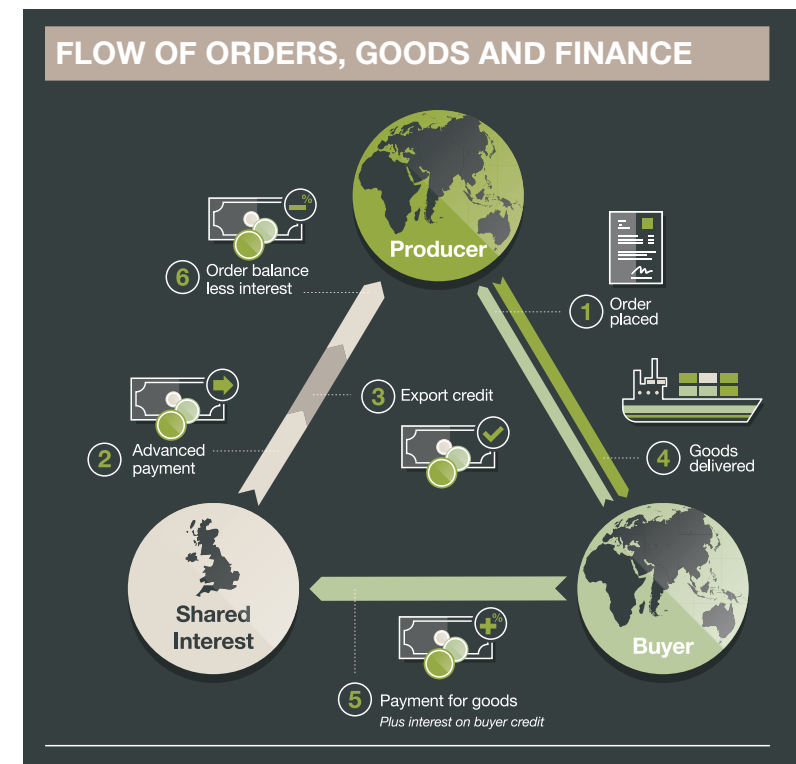 FLOW OF ORDERS, GOODS AND FINANCE
Producer
%
6
Order balance
less interest
1
Order
placed
3
Export credit
2
Advanced
payment
4
Goods
delivered
Shared
Interest
Buyer
%
5
Payment for goods
Plus interest on buyer credit